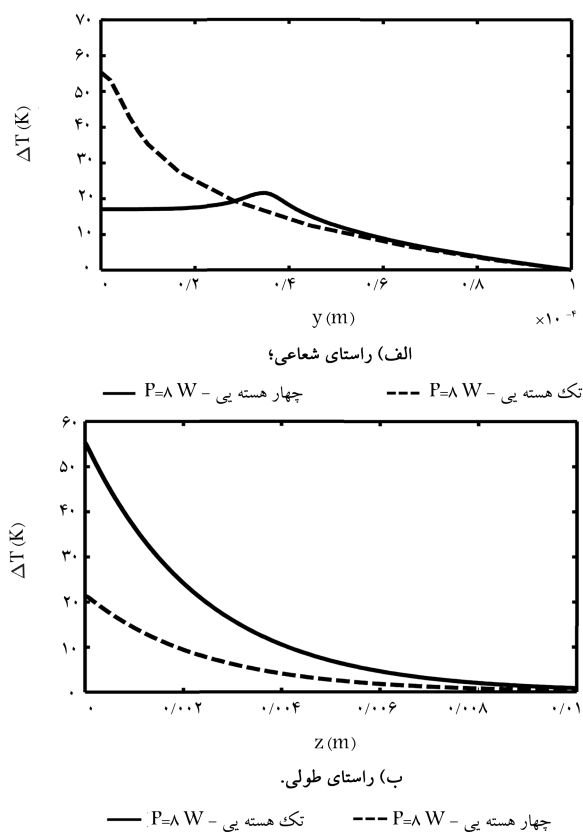 ۷۰
۶۰
۵۰
۴۰
۳۰
۲۰
۱۰
۰
ΔT (K)
۰ ۰/۲ ۰/۴ ۰/۶ ۰/۸ ۱
y (m)
×۱۰ -۴
الف) راستای شعاعی؛
چهار هسته یی – P=۸ W
تک هسته یی – P=۸ W
۶۰
۵۰
۴۰
۳۰
۲۰
۱۰
۰
ΔT (K)
۰ ۰/۰۰۲ ۰/۰۰۴ ۰/۰۰۶ ۰/۰۰۸ ۰/۰۱
z (m)
ب) راستای طولی.
تک هسته یی – P=۸ W
چهار هسته یی – P=۸ W